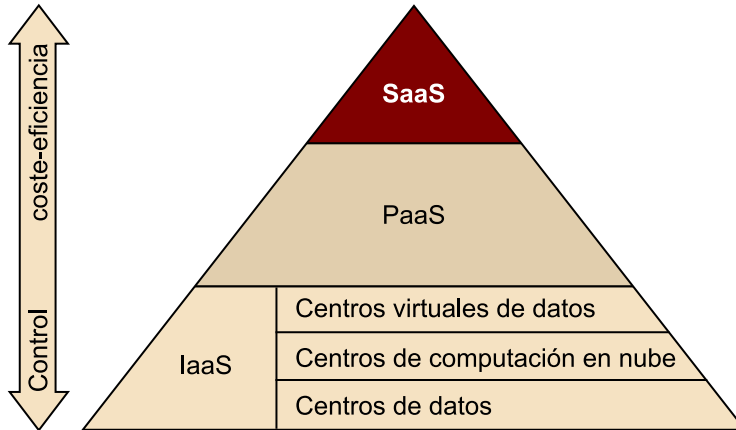 coste-eficiencia
Control
SaaS
PaaS
IaaS
Centros virtuales de datos
Centros de computación en nube
Centros de datos